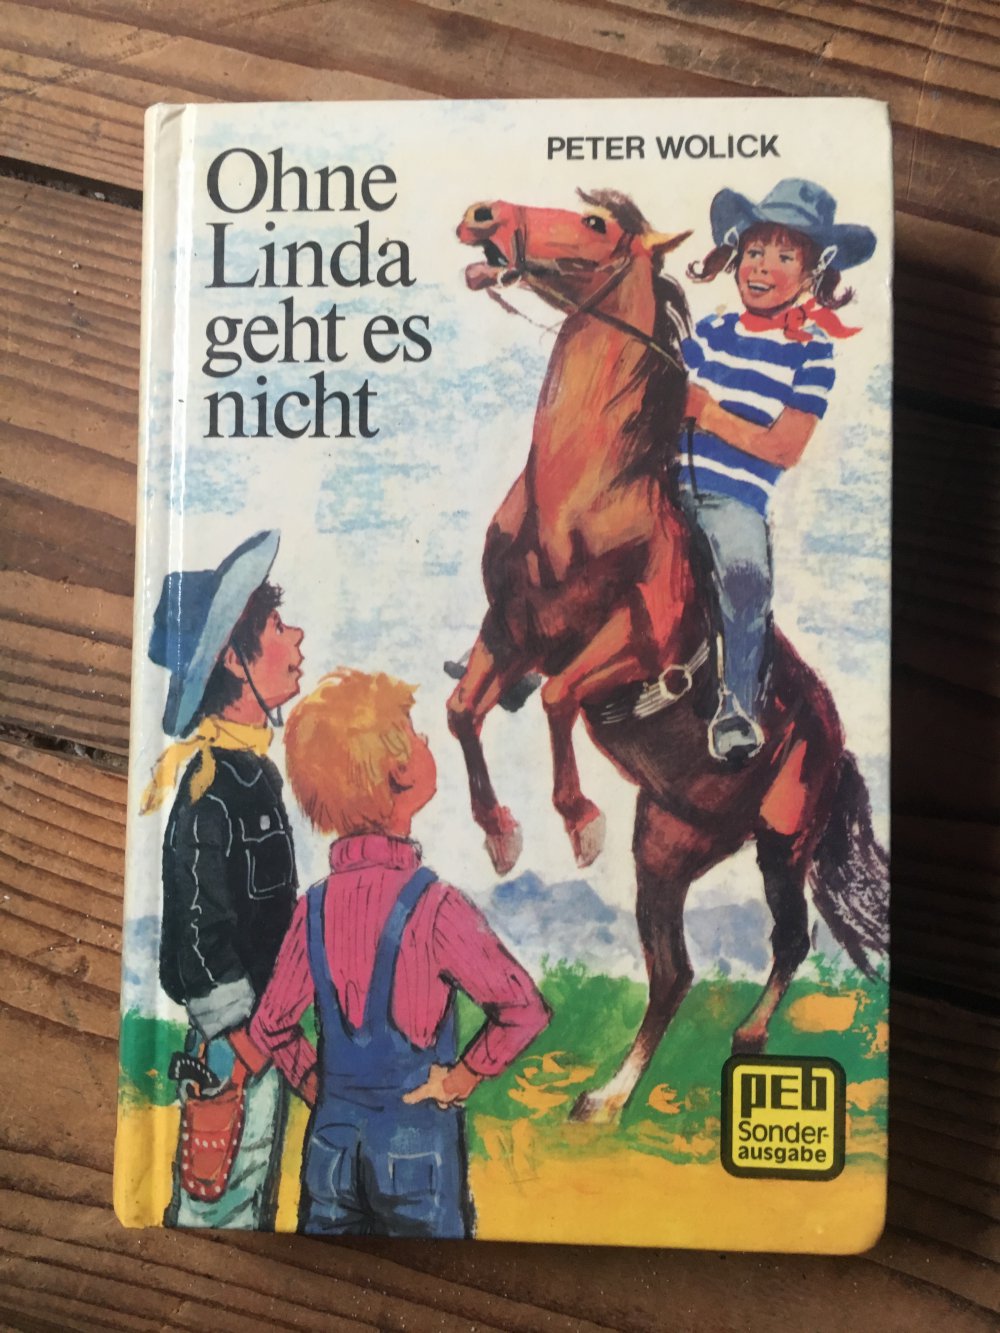 PETER WOLICK
Ohne
Linda
geht es
nicht
PEB
Sonder-
ausgabe